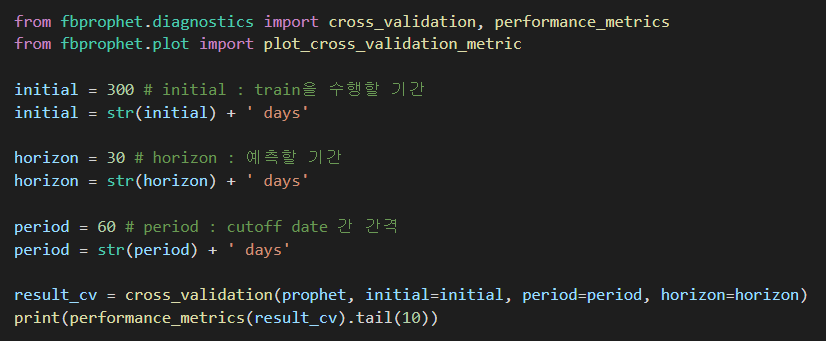 from fbprophet.diagnostics import cross_validation, performance_metrics
from fbprophet.plot import plot_cross_validation_metric
initial = 300 # initial : train을 수행할 기간
initial = str(initial) + ' days'
horizon = 30 # horizon : 예측할 기간
horizon = str(horizon) + ' days'
period = 60 # period : cutoff date 간 간격
period = str(period) + ' days'
result_cv = cross_validation(prophet, initial=initial, period=period, horizon=horizon)
print(performance_metrics(result_cv).tail(10))